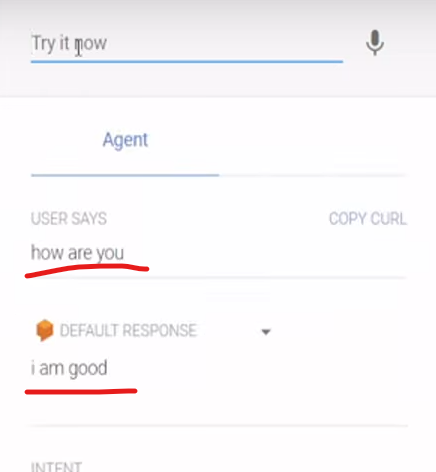 Try it now
Agent
USER SAYS COPY CURL
how are you
DEFAULT RESPONSE
i am good
INTENT